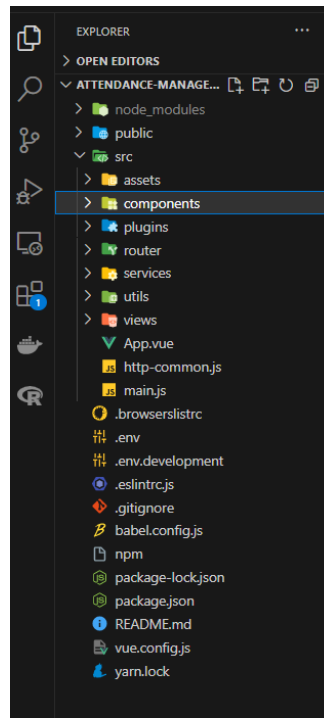 EXPLORER
OPEN EDITORS
ATTENDANCE-MANAGE...
node_modules
public
src
assets
components
plugins
router
services
utils
views
App.vue
JS http-common.js
JS main.js
.browserslistrc
.env
.env.development
.eslintrc.js
.gitignore
babel.config.js
npm
package-lock.json
package.json
README.md
vue.config.js
yarn.lock
1